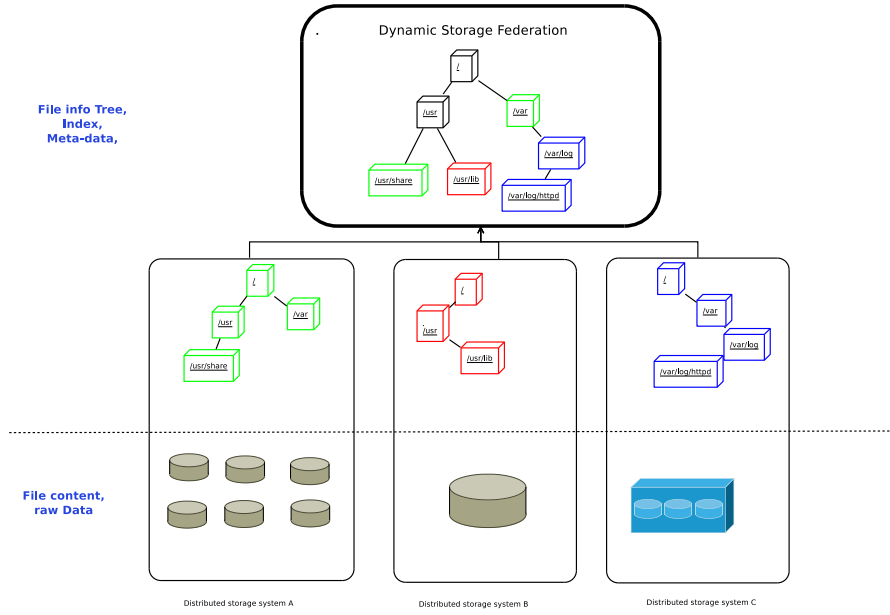 Dynamic Storage Federation
/
/usr
/var
/var/log
/usr/share
/usr/lib
/var/log/httpd
File info Tree,
Index,
Meta-data,
/
/usr
/var
/usr/share
/
/usr
/usr/lib
/
/var
/var/log
/var/log/httpd
File content,
raw Data
Distributed storage system A
Distributed storage system B
Distributed storage system C